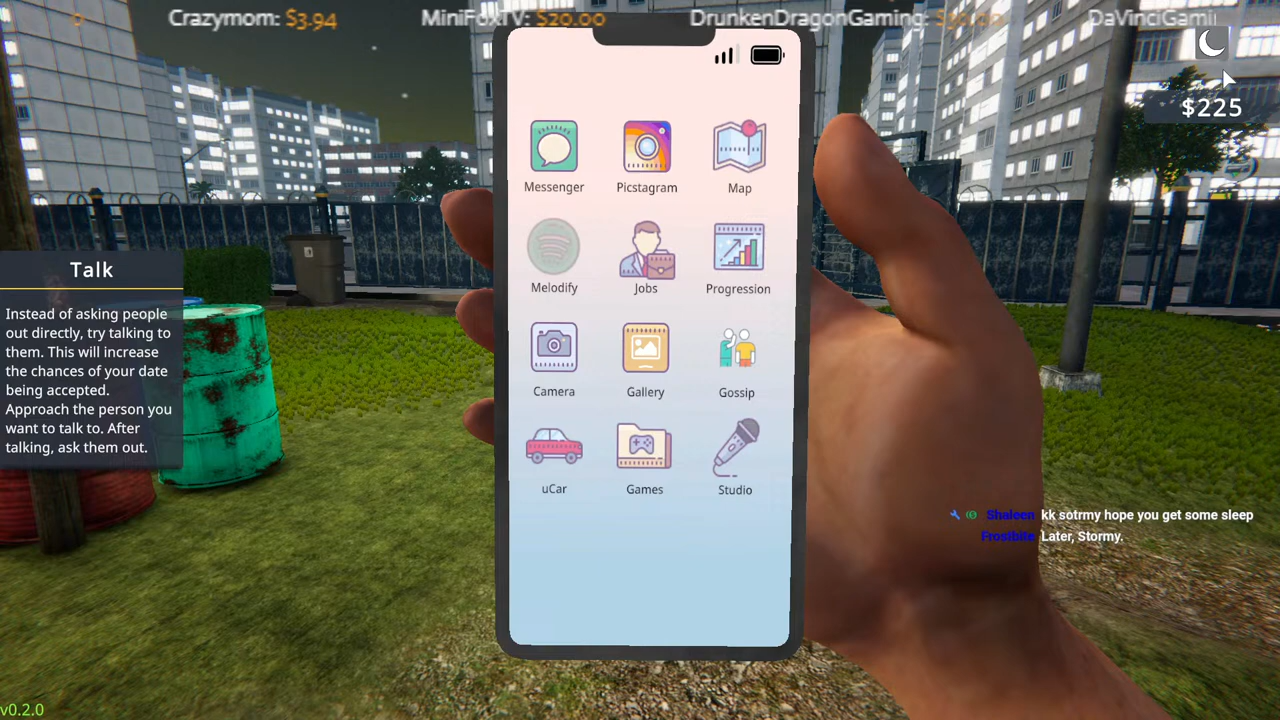 Crazymom: $3.94 MiniFoxTV: $20.00 DrunkenDragonGaming:
$225
Messenger Picstagram Map
Melodify Jobs Progression
Camera Gallery Gossip
uCar Games Studio
Talk
Instead of asking people
out directly, try talking to
them. This will increase
the chances of your date
being accepted.
Approach the person you
want to talk to. After
talking, ask them out.
Shaleen kk sotrmy hope you get some sleep
Frostbite Later, Stormy.
v0.2.0